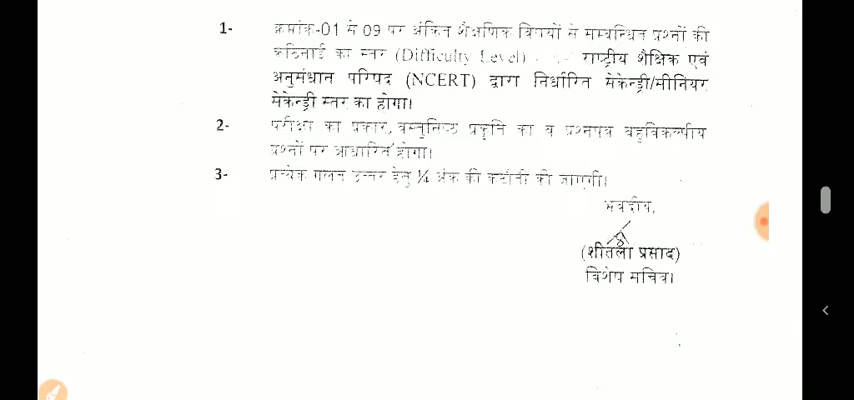 1- क्रमांक-01 से 09 पर अंकित शैक्षणिक विषयों से सम्बन्धित प्रश्नों की
कठिनाई का स्तर (Difficulty Level) राष्ट्रीय शैक्षिक एवं
अनुसंधान परिषद (NCERT) द्वारा निर्धारित सेकेन्ड्री/सीनियर
सेकेन्ड्री स्तर का होगा।
2- परीक्षा का प्रकार, वस्तुनिष्ठ प्रकृति का व प्रश्नपत्र बहुविकल्पीय
प्रश्नों पर आधारित होगा।
3- प्रत्येक गलत उत्तर हेतु ¼ अंक की कटौती की जाएगी।
भवदीय,
(शीतला प्रसाद)
विशेष सचिव।